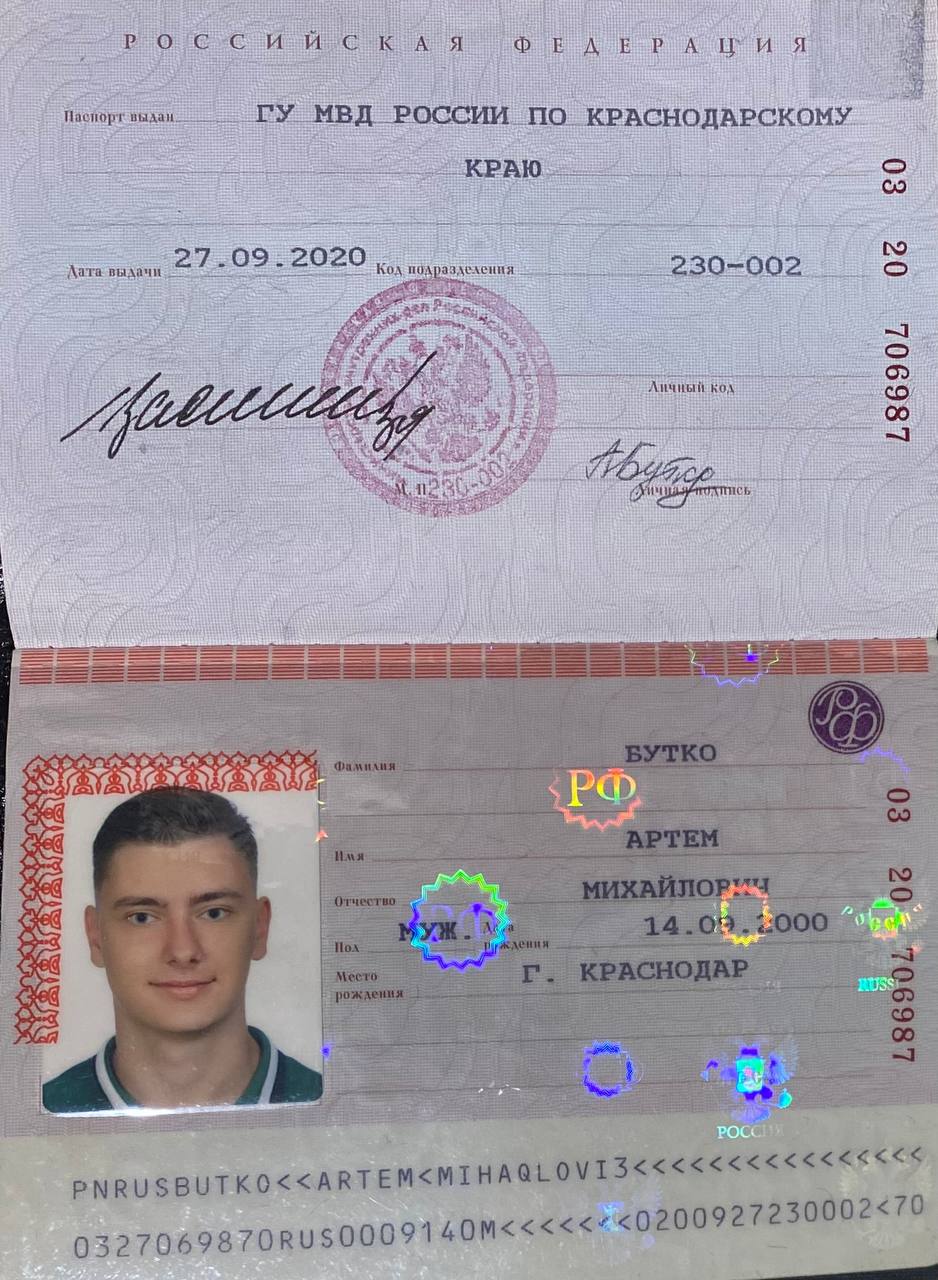 РОССИЙСКАЯ ФЕДЕРАЦИЯ
Паспорт выдан ГУ МВД РОССИИ ПО КРАСНОДАРСКОМУ
КРАЮ
Дата выдачи 27.09.2020 Код подразделения 230-002
03 20 706987
Личный код
М.П.
230-002
Личная подпись
РФ
Фамилия БУТКО
РФ
Имя АРТЕМ
Отчество МИХАЙЛОВИЧ
Пол МУЖ. Дата рождения 14.09.2000
Место рождения Г. КРАСНОДАР
03 20 706987
РОССИЯ
PNRUSBUTKO<<ARTEM<MIHAQLOVI3<<<<<<<<<<<<<<<<
0327069870RUS0009140M<<<<<<<0200927230002<70